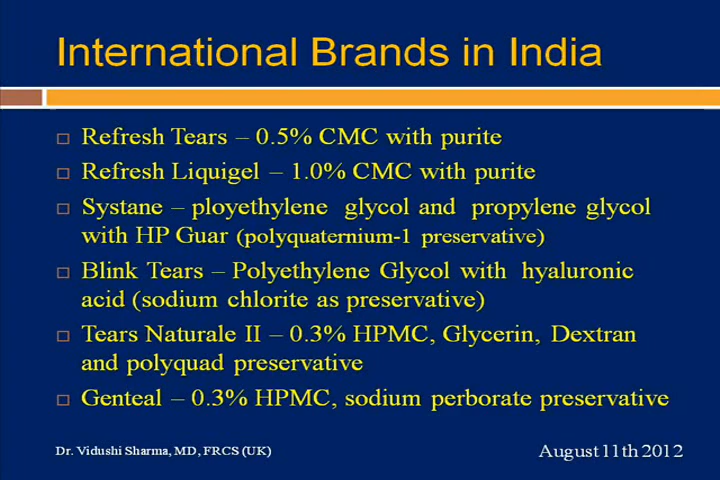 International Brands in India
Refresh Tears – 0.5% CMC with purite
Refresh Liquigel – 1.0% CMC with purite
Systane – ployethylene glycol and propylene glycol
with HP Guar (polyquaternium-1 preservative)
Blink Tears – Polyethylene Glycol with hyaluronic
acid (sodium chlorite as preservative)
Tears Naturale II – 0.3% HPMC, Glycerin, Dextran
and polyquad preservative
Genteal – 0.3% HPMC, sodium perborate preservative
Dr. Vidushi Sharma, MD, FRCS (UK)
August 11th 2012